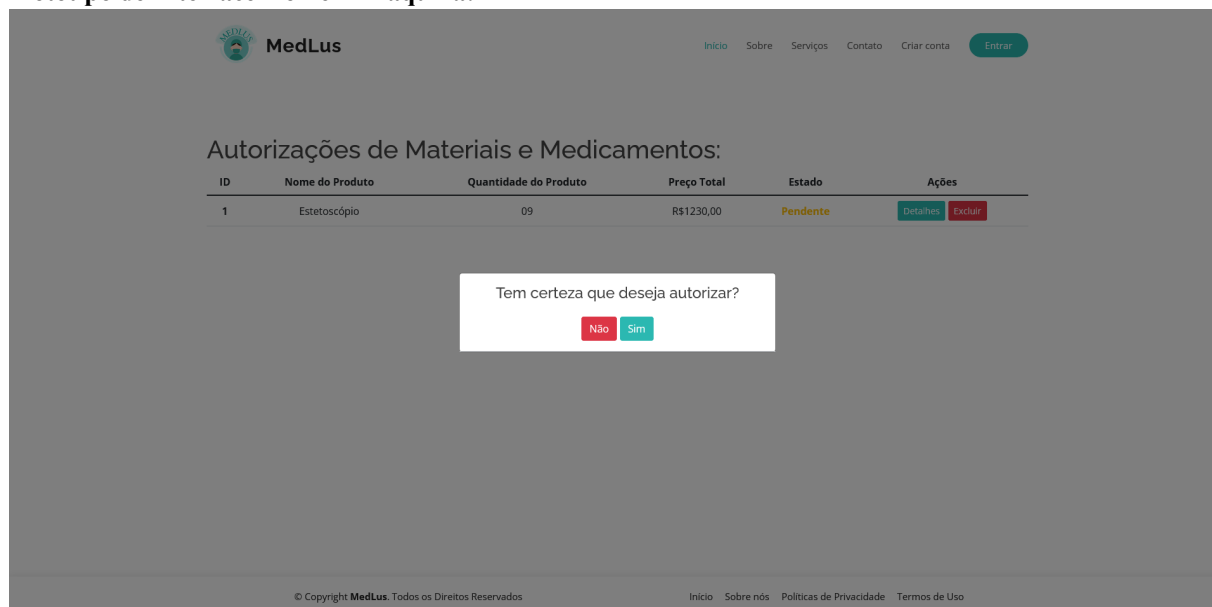 MEDLUS
MedLus
Início Sobre Serviços Contato Criar conta Entrar
Autorizações de Materiais e Medicamentos:
ID Nome do Produto Quantidade do Produto Preço Total Estado Ações
1 Estetoscópio 09 R$1230,00 Pendente Detalhes Excluir
Tem certeza que deseja autorizar?
Não Sim
© Copyright MedLus. Todos os Direitos Reservados Início Sobre nós Políticas de Privacidade Termos de Uso